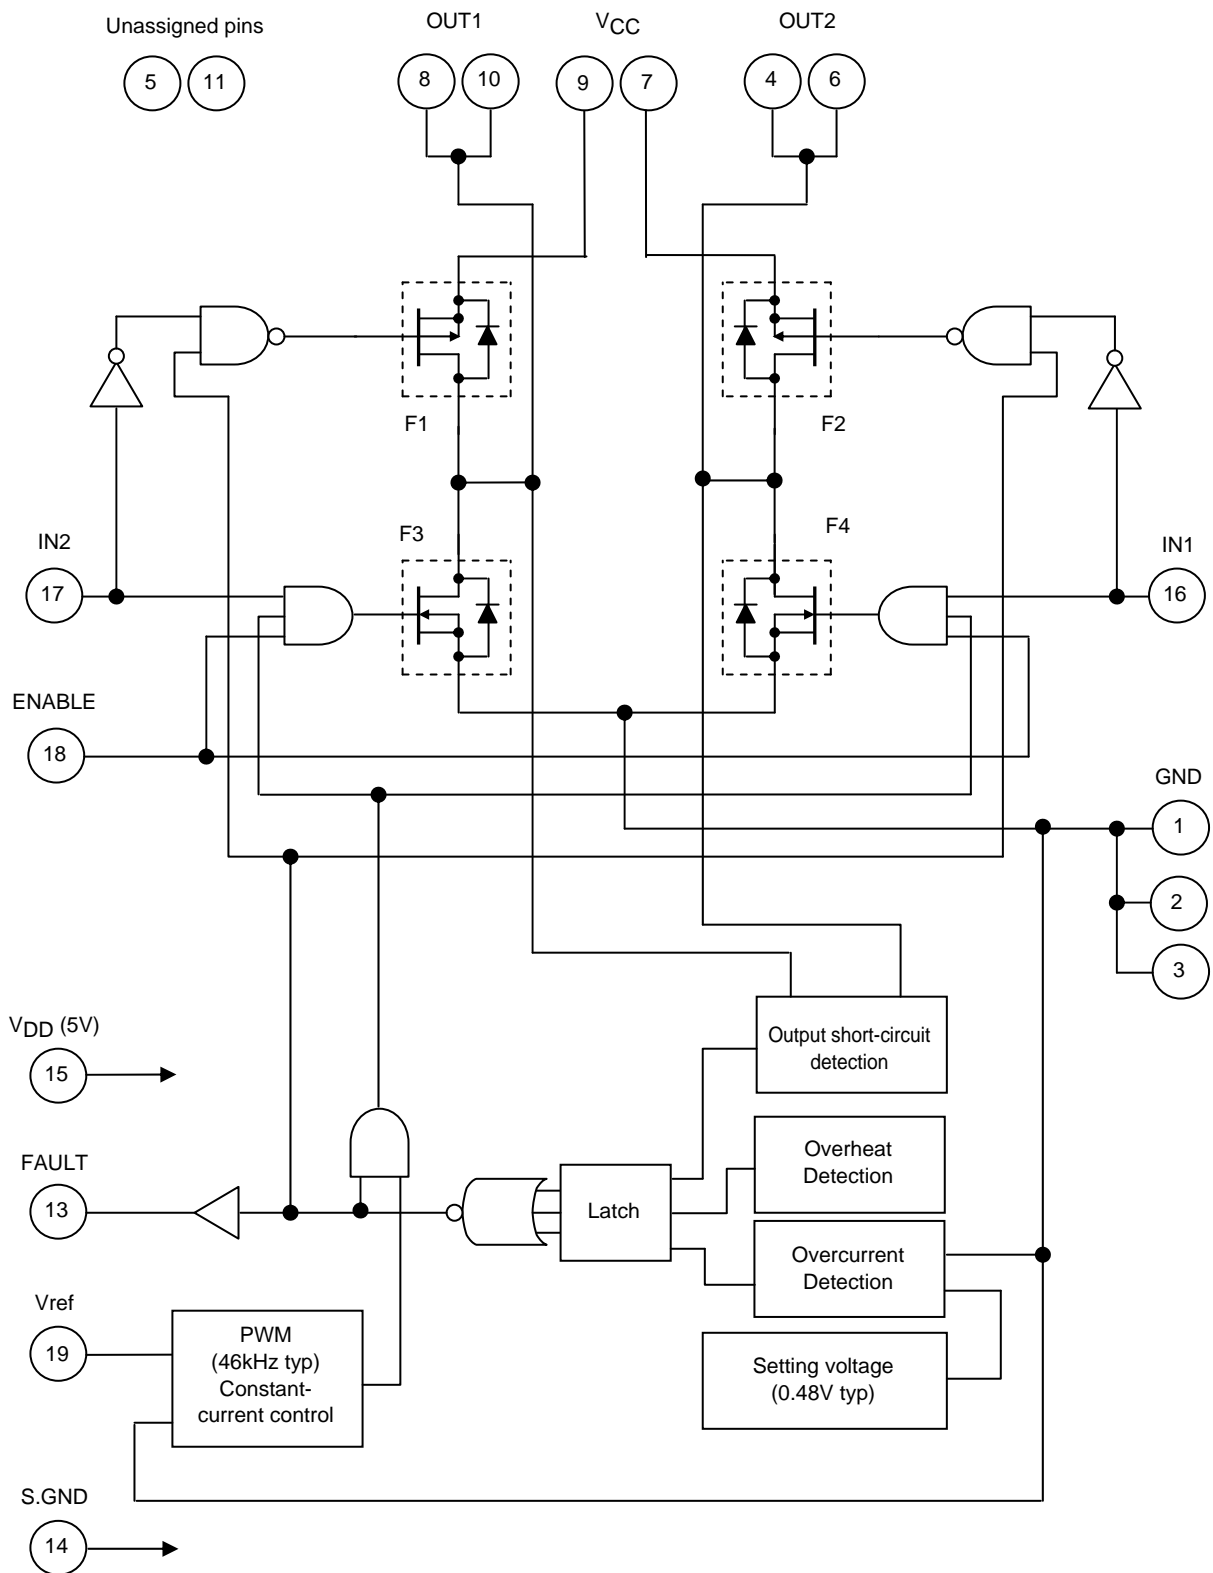 Unassigned pins
OUT1
VCC
OUT2
5
11
8
10
9
7
4
6
F1
F2
F3
F4
IN2
17
IN1
16
ENABLE
18
GND
1
2
3
VDD (5V)
15
Output short-circuit
detection
FAULT
13
Latch
Overheat
Detection
Overcurrent
Detection
Vref
19
PWM
(46kHz typ)
Constant-
current control
Setting voltage
(0.48V typ)
S.GND
14